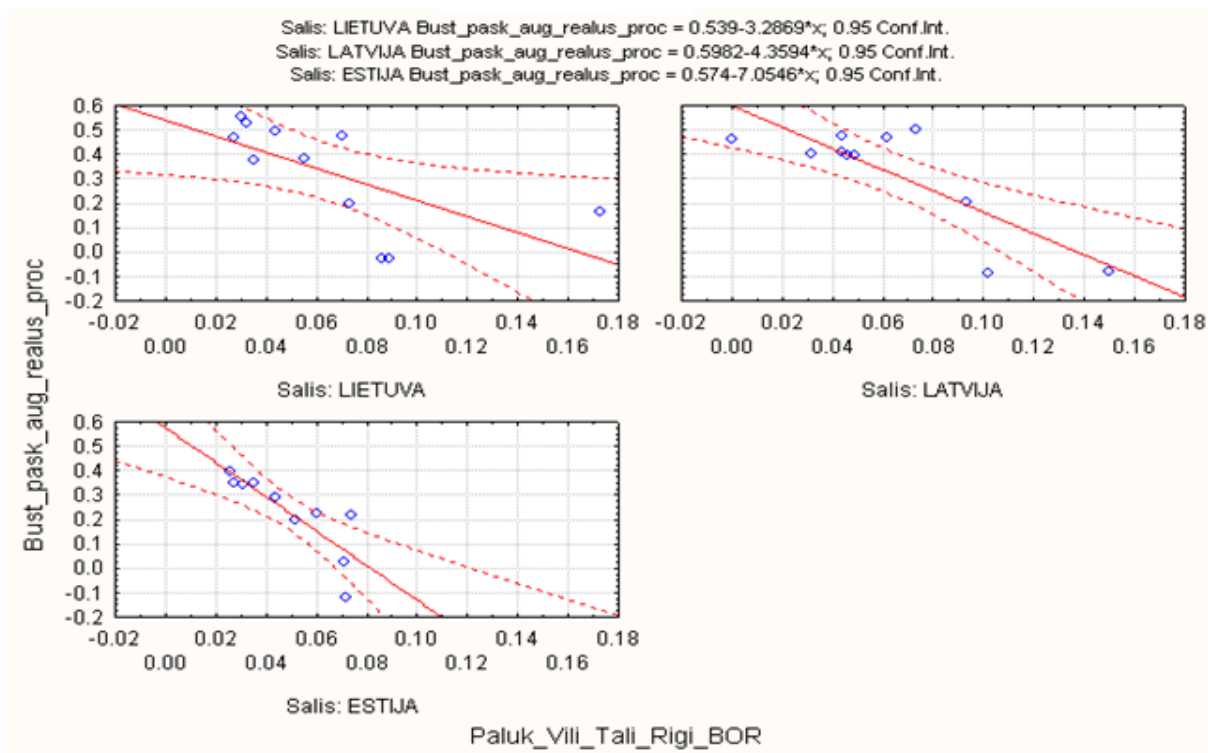 Salis: LIETUVA Bust_pask_aug_realus_proc = 0.539-3.2869*x; 0.95 Conf.Int.
Salis: LATVIJA Bust_pask_aug_realus_proc = 0.5982-4.3594*x; 0.95 Conf.Int.
Salis: ESTIJA Bust_pask_aug_realus_proc = 0.574-7.0546*x; 0.95 Conf.Int.
Bust_pask_aug_realus_proc
0.6
0.5
0.4
0.3
0.2
0.1
0.0
-0.1
-0.2
-0.02 0.02 0.06 0.10 0.14 0.18
0.00 0.04 0.08 0.12 0.16
Salis: LIETUVA
-0.02 0.02 0.06 0.10 0.14 0.18
0.00 0.04 0.08 0.12 0.16
Salis: LATVIJA
0.6
0.5
0.4
0.3
0.2
0.1
0.0
-0.1
-0.2
-0.02 0.02 0.06 0.10 0.14 0.18
0.00 0.04 0.08 0.12 0.16
Salis: ESTIJA
Paluk_Vili_Tali_Rigi_BOR